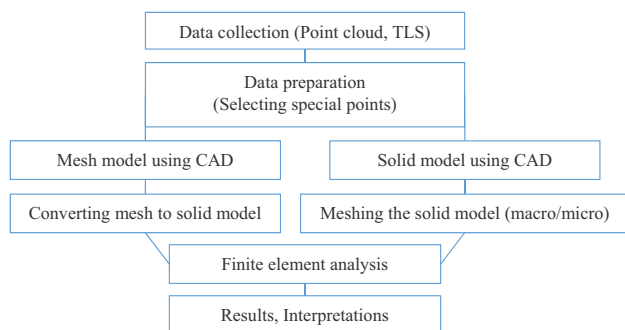 Data collection (Point cloud, TLS)
Data preparation
(Selecting special points)
Mesh model using CAD
Solid model using CAD
Converting mesh to solid model
Meshing the solid model (macro/micro)
Finite element analysis
Results, Interpretations